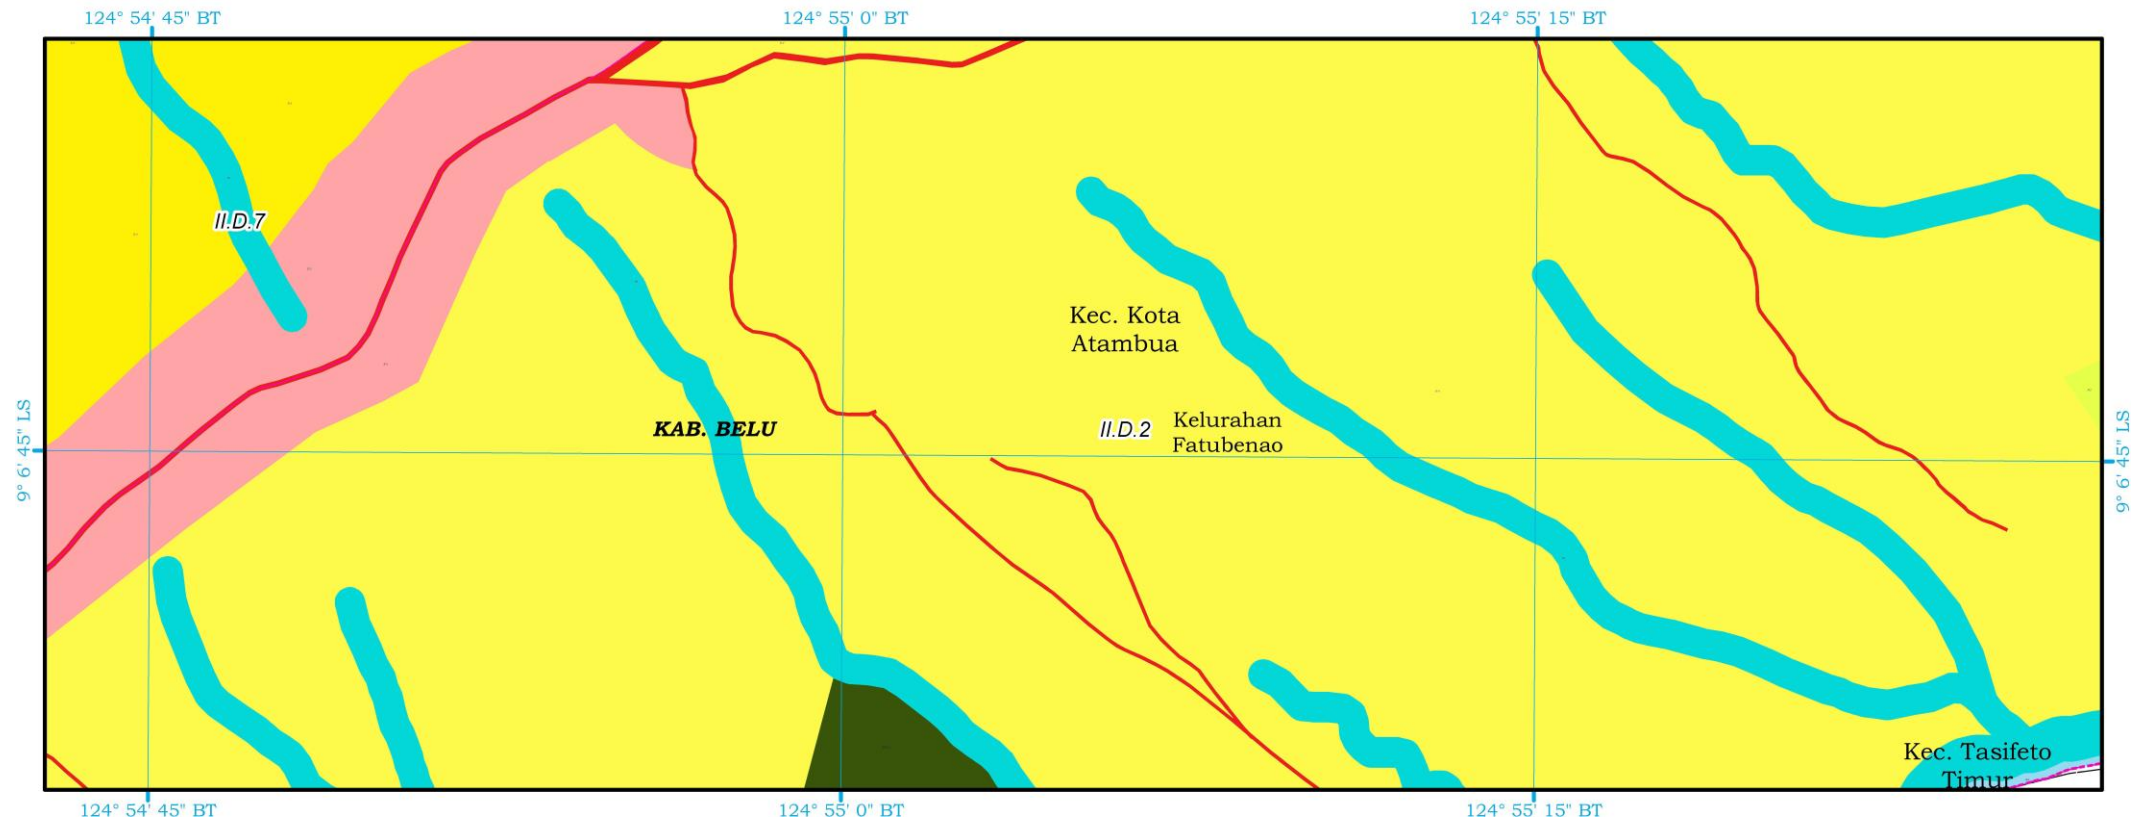 124° 54' 45" BT
124° 55' 0" BT
124° 55' 15" BT
II.D.7
Kec. Kota
Atambua
9° 6' 45" LS
KAB. BELU
II.D.2
Kelurahan
Fatubenao
9° 6' 45" LS
Kec. Tasifeto
Timur
124° 54' 45" BT
124° 55' 0" BT
124° 55' 15" BT